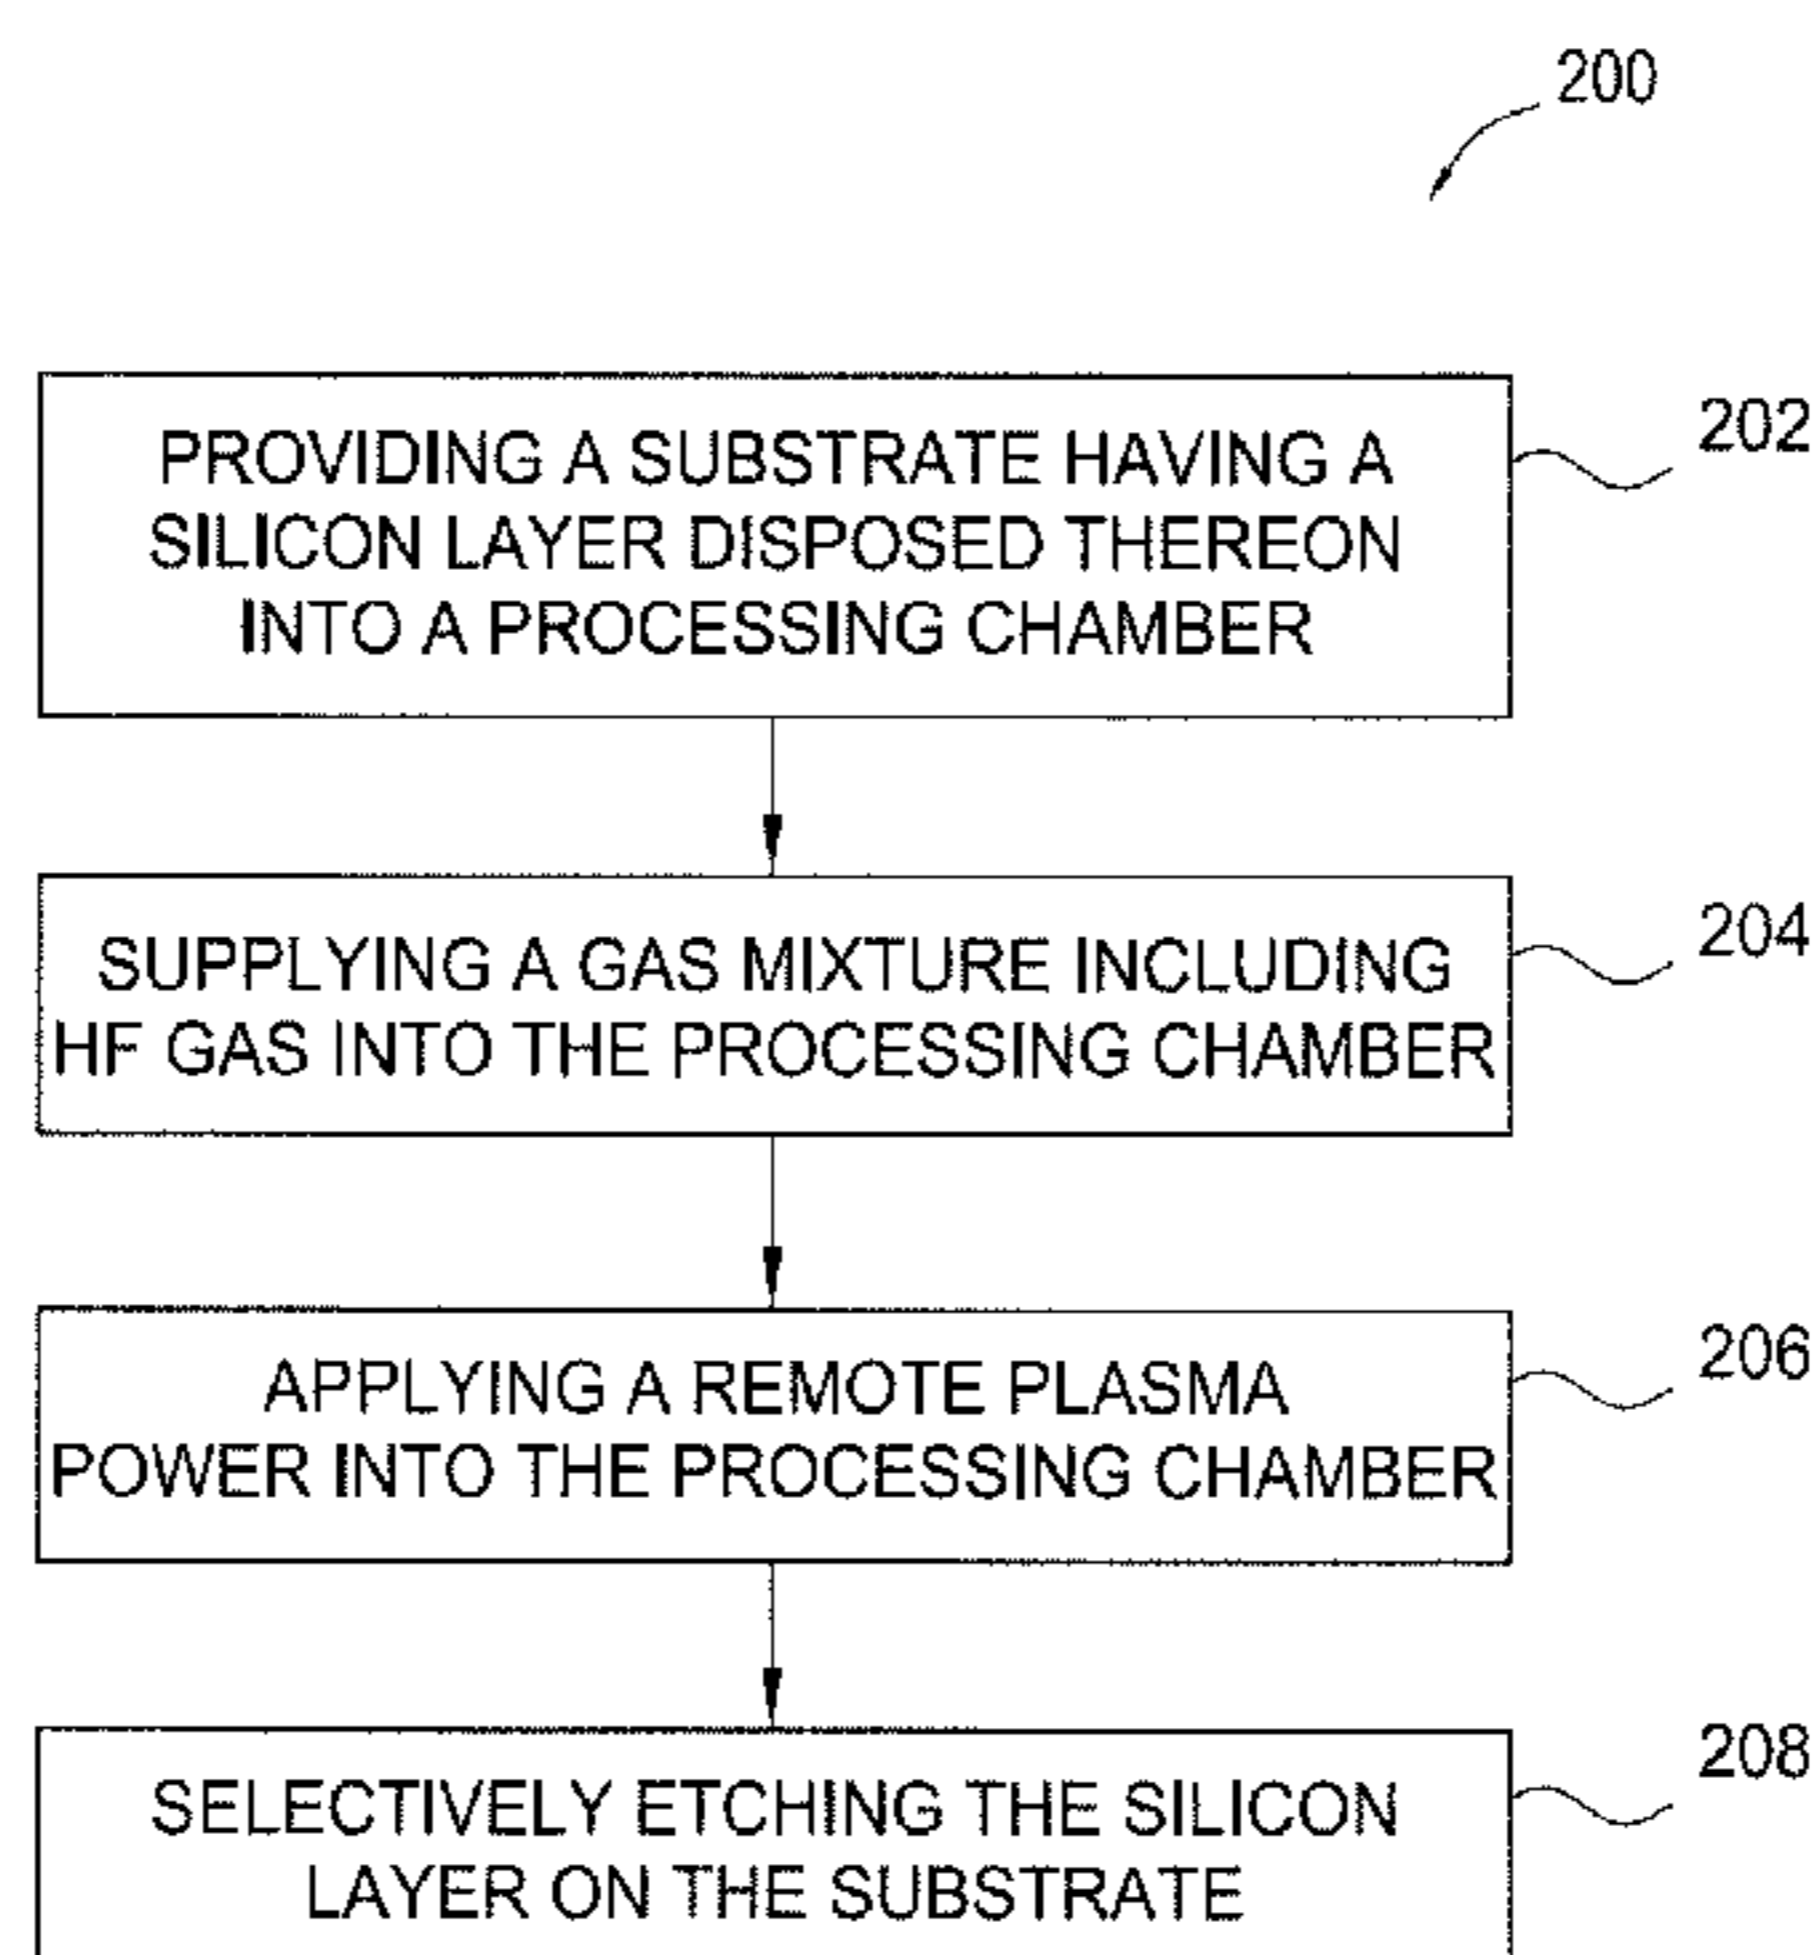 200
PROVIDING A SUBSTRATE HAVING A
SILICON LAYER DISPOSED THEREON
INTO A PROCESSING CHAMBER
202
SUPPLYING A GAS MIXTURE INCLUDING
HF GAS INTO THE PROCESSING CHAMBER
204
APPLYING A REMOTE PLASMA
POWER INTO THE PROCESSING CHAMBER
206
SELECTIVELY ETCHING THE SILICON
LAYER ON THE SUBSTRATE
208